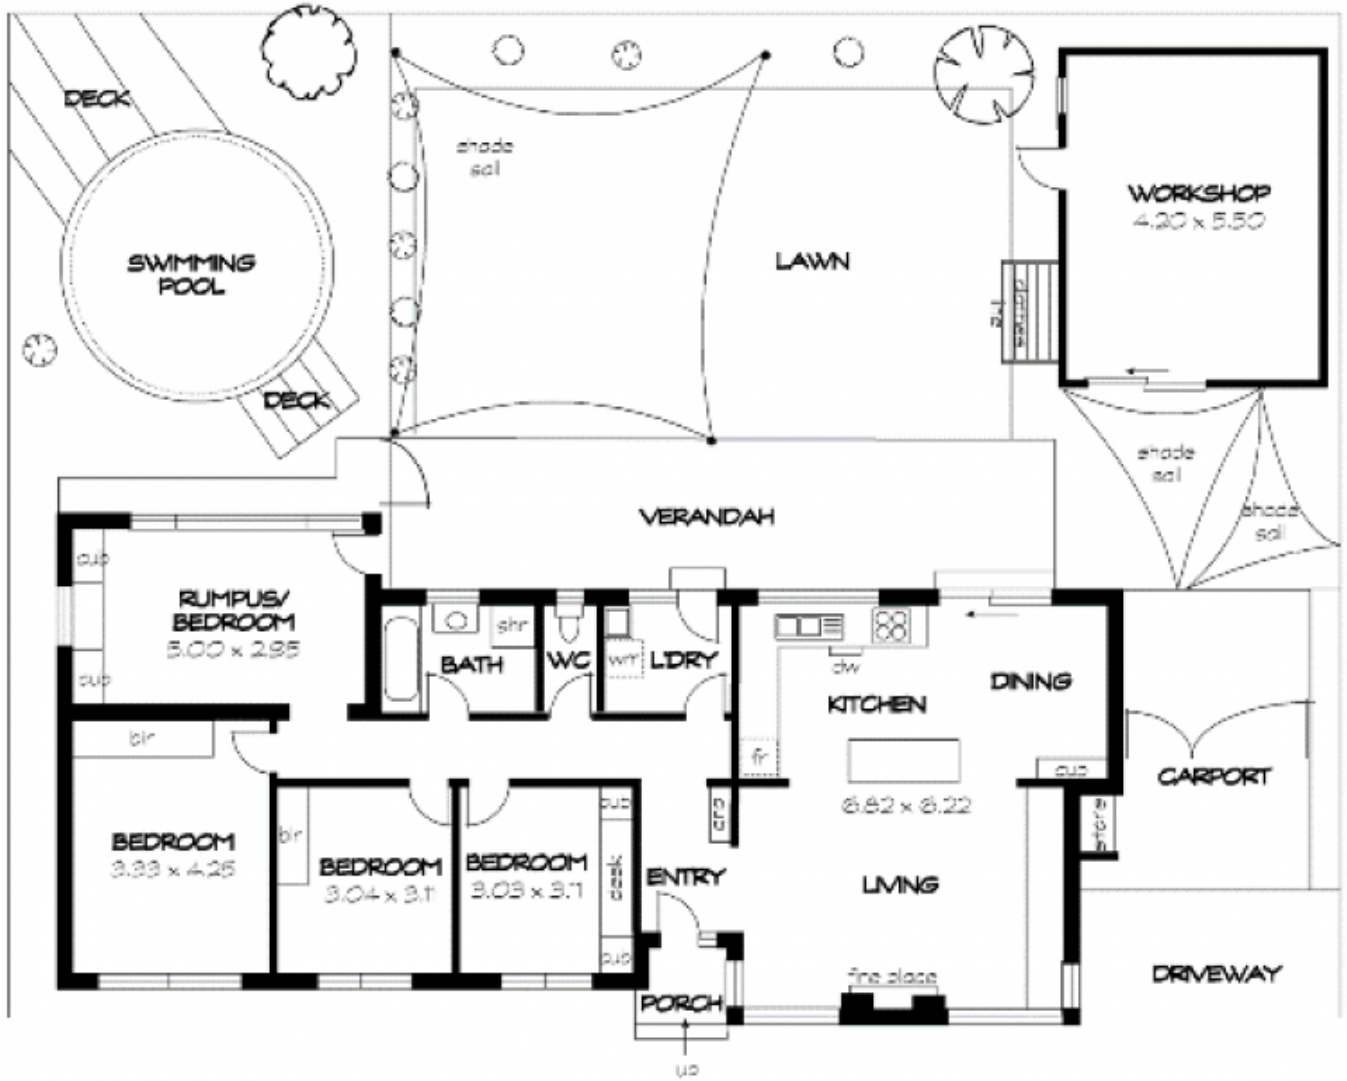 DECK
shade
sail
WORKSHOP
4.20 x 5.50
SWIMMING
POOL
LAWN
clothes
line
DECK
shade
sail
shade
sail
VERANDAH
cup
RUMPUS/
BEDROOM
5.00 x 2.95
cup
shr
BATH
WC
wm
L'DRY
dw
KITCHEN
DINING
fr
cup
CARPORT
6.82 x 6.22
store
bir
BEDROOM
3.33 x 4.25
bir
BEDROOM
3.04 x 3.11
BEDROOM
3.03 x 3.11
cup
desk
cup
ENTRY
LIVING
fire place
PORCH
DRIVEWAY
up